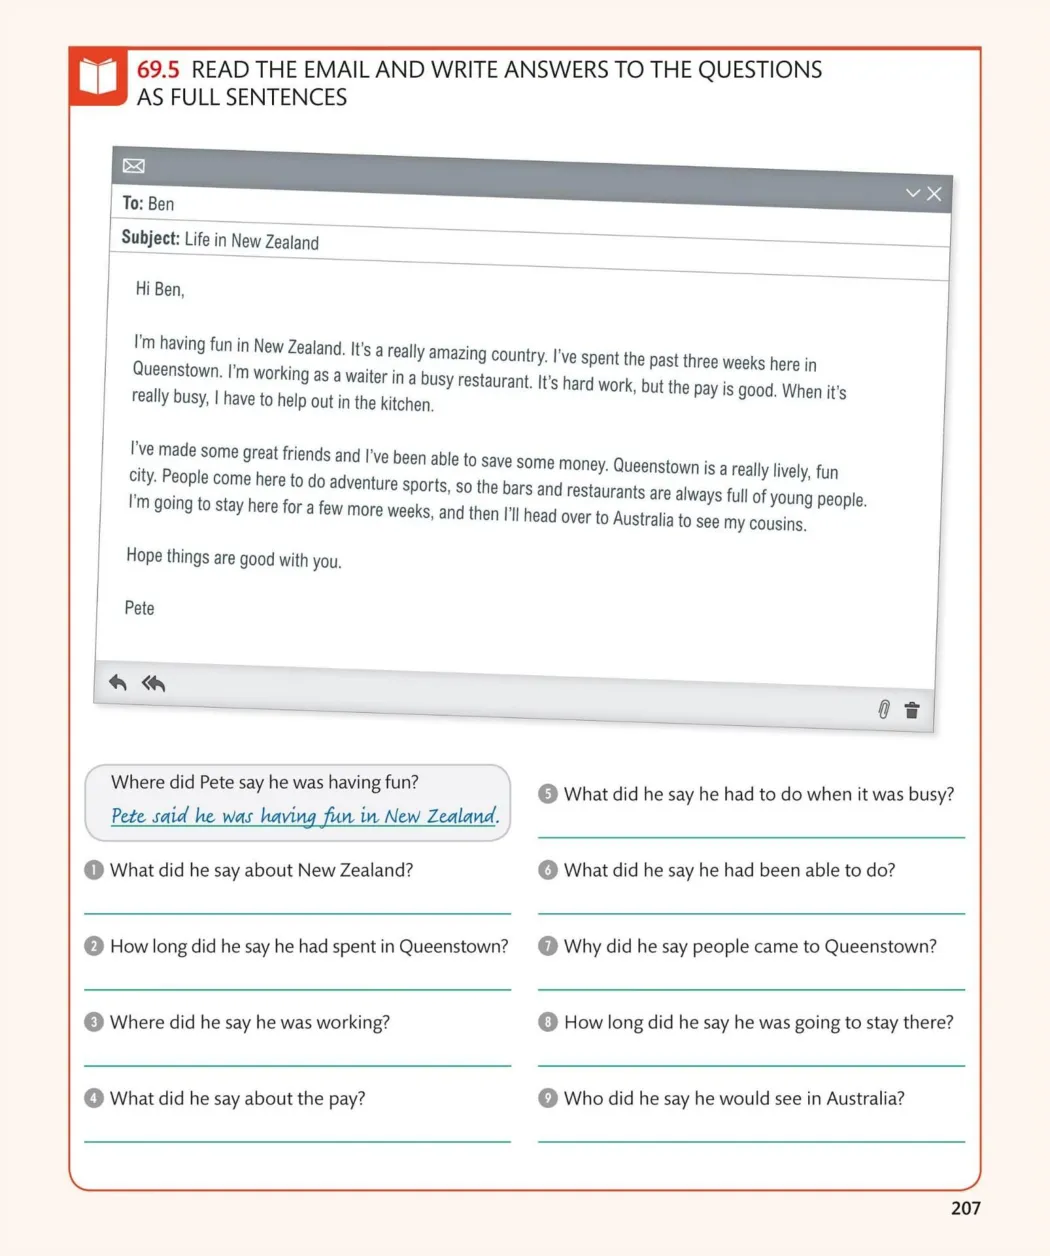 69.5 READ THE EMAIL AND WRITE ANSWERS TO THE QUESTIONS
AS FULL SENTENCES
To: Ben
Subject: Life in New Zealand
Hi Ben,
I'm having fun in New Zealand. It's a really amazing country. I've spent the past three weeks here in
Queenstown. I'm working as a waiter in a busy restaurant. It's hard work, but the pay is good. When it's
really busy, I have to help out in the kitchen.
I've made some great friends and I've been able to save some money. Queenstown is a really lively, fun
city. People come here to do adventure sports, so the bars and restaurants are always full of young people.
I'm going to stay here for a few more weeks, and then I'll head over to Australia to see my cousins.
Hope things are good with you.
Pete
Where did Pete say he was having fun?
Pete said he was having fun in New Zealand.
1 What did he say about New Zealand?
2 How long did he say he had spent in Queenstown?
3 Where did he say he was working?
4 What did he say about the pay?
5 What did he say he had to do when it was busy?
6 What did he say he had been able to do?
7 Why did he say people came to Queenstown?
8 How long did he say he was going to stay there?
9 Who did he say he would see in Australia?
207